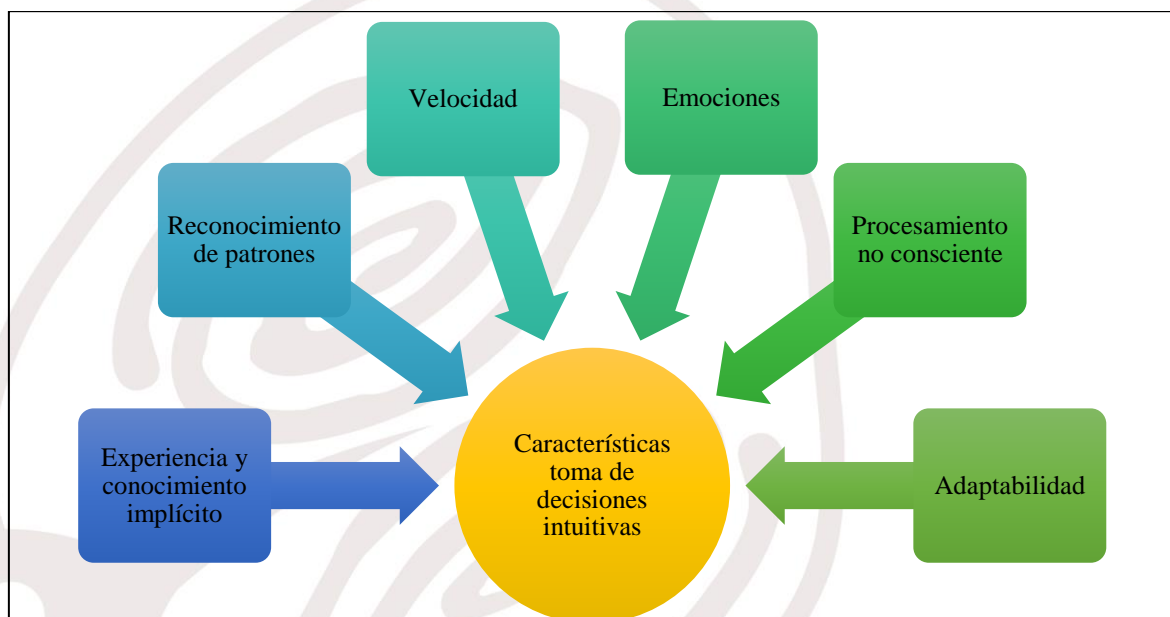 Velocidad
Emociones
Reconocimiento
de patrones
Procesamiento
no consciente
Experiencia y
conocimiento
implícito
Características
toma de
decisiones
intuitivas
Adaptabilidad